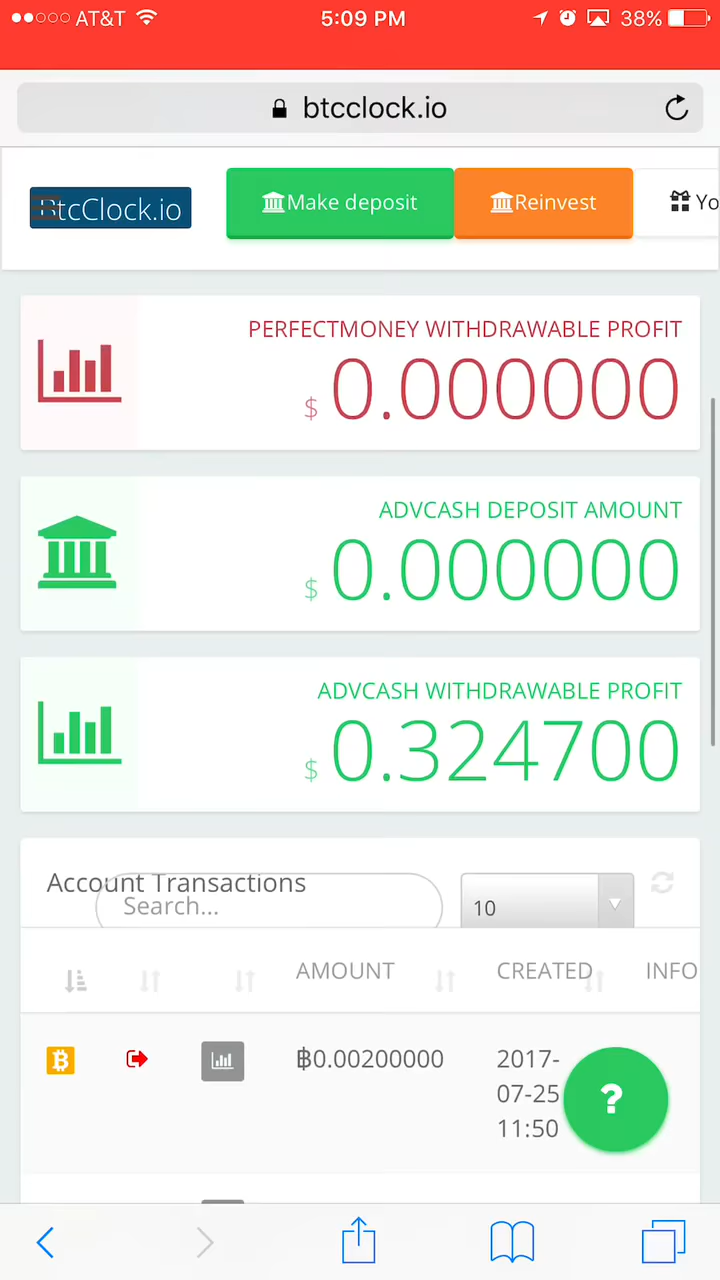 AT&T 5:09 PM 38%
btcclock.io
BtcClock.io Make deposit Reinvest Yo
PERFECTMONEY WITHDRAWABLE PROFIT
$ 0.000000
ADVCASH DEPOSIT AMOUNT
$ 0.000000
ADVCASH WITHDRAWABLE PROFIT
$ 0.324700
Account Transactions
Search... 10
AMOUNT CREATED INFO
฿0.00200000 2017-
07-25
11:50
?